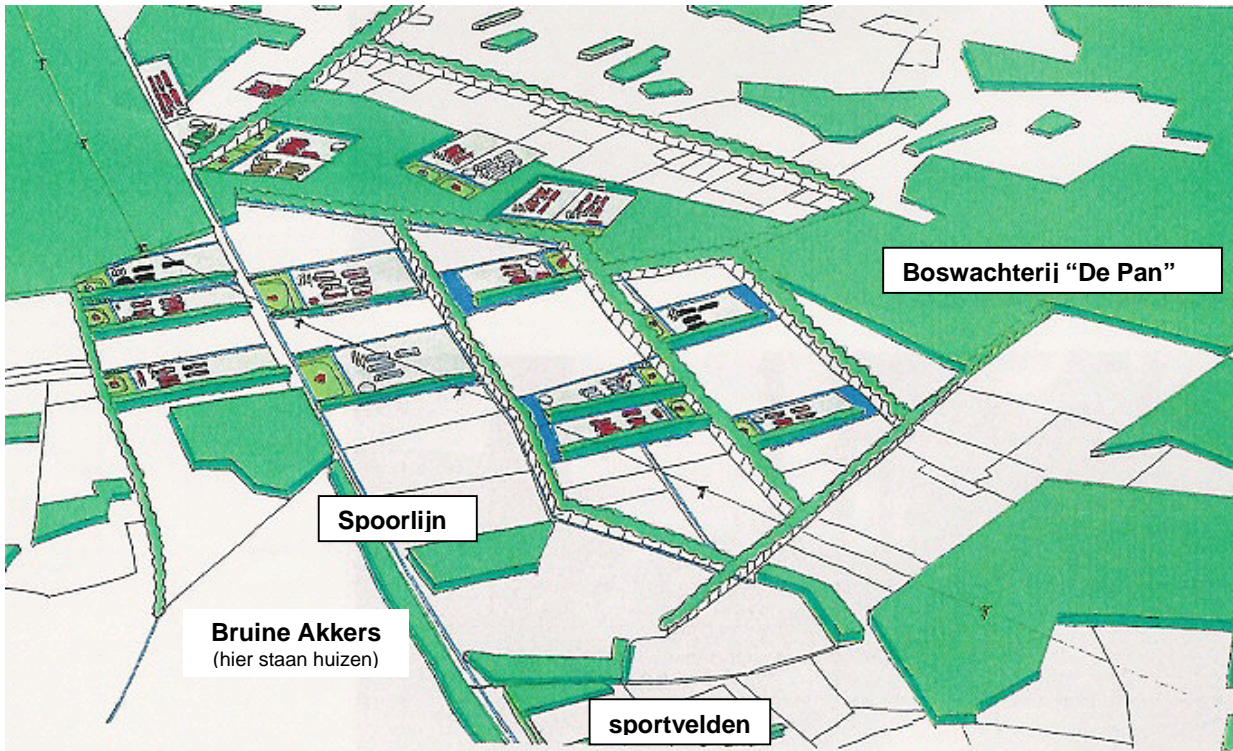 Boswachterij “De Pan”
Spoorlijn
Bruine Akkers
(hier staan huizen)
sportvelden